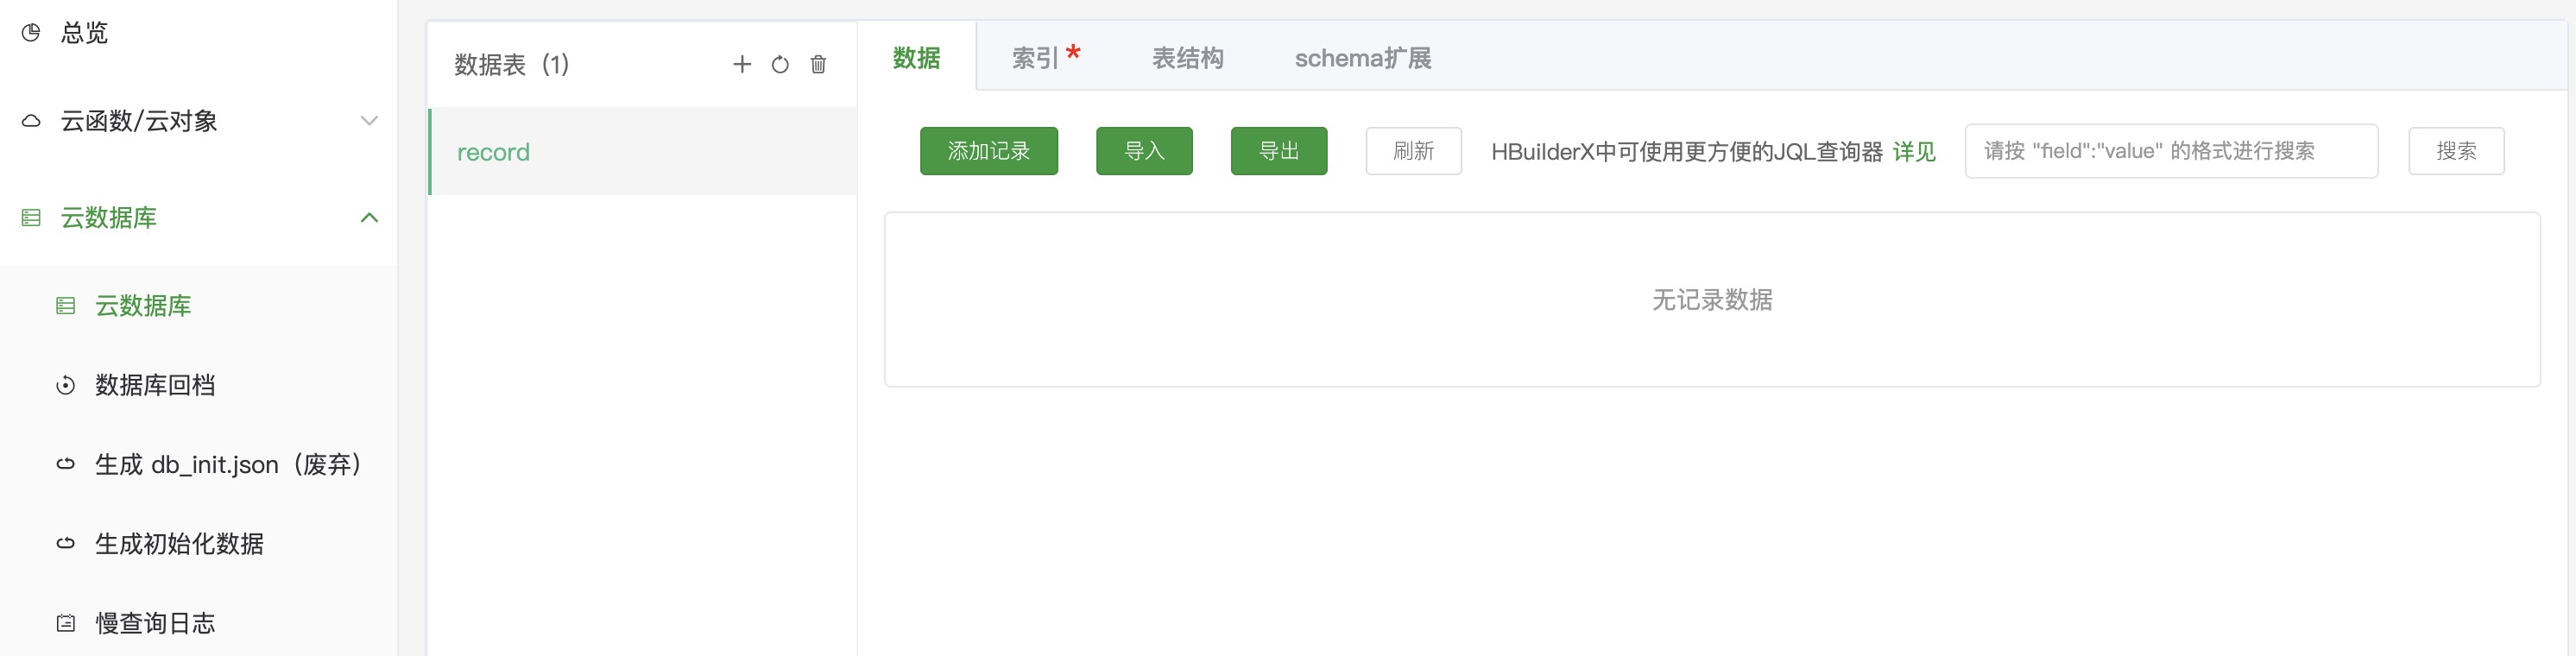 总览
云函数/云对象
云数据库
云数据库
数据库回档
生成 db_init.json（废弃）
生成初始化数据
慢查询日志
数据表（1）
record
数据
索引*
表结构
schema扩展
添加记录
导入
导出
刷新
HBuilderX中可使用更方便的JQL查询器 详见
请按 "field":"value" 的格式进行搜索
搜索
无记录数据